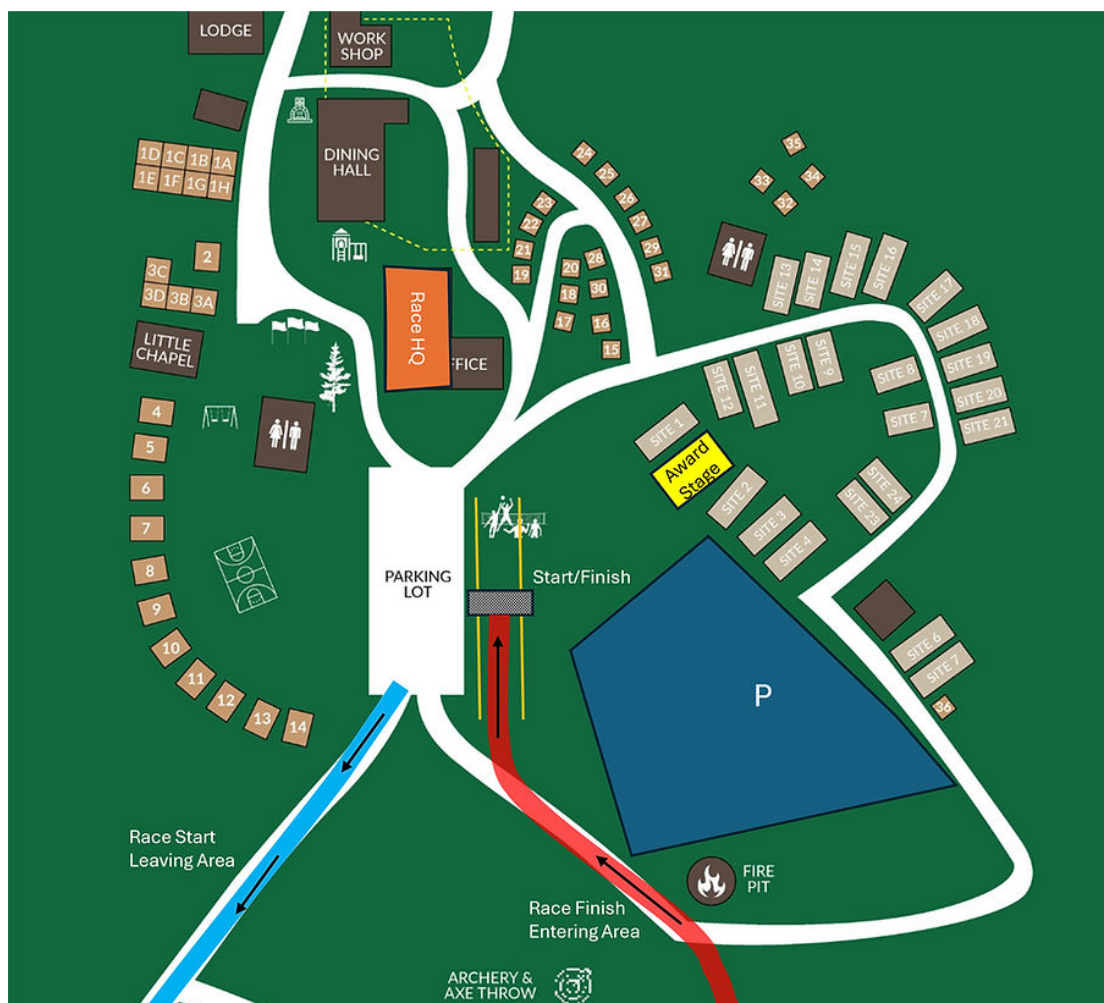 LODGE
WORK
SHOP
DINING
HALL
1D 1C 1B 1A
1E 1F 1G 1H
2
3C
3D 3B 3A
LITTLE
CHAPEL
Race HQ
FFICE
4
5
6
7
8
9
10
11
12
13
14
24
25
26
27
29
31
23
22
21
19
20
28
18
30
17
16
15
35
34
33
32
SITE 13
SITE 14
SITE 15
SITE 16
SITE 17
SITE 18
SITE 19
SITE 20
SITE 21
SITE 12
SITE 11
SITE 10
SITE 9
SITE 8
SITE 7
SITE 1
Award
Stage
SITE 2
SITE 3
SITE 4
SITE 24
SITE 23
SITE 6
SITE 7
36
PARKING
LOT
Start/Finish
P
Race Start
Leaving Area
Race Finish
Entering Area
FIRE
PIT
ARCHERY &
AXE THROW